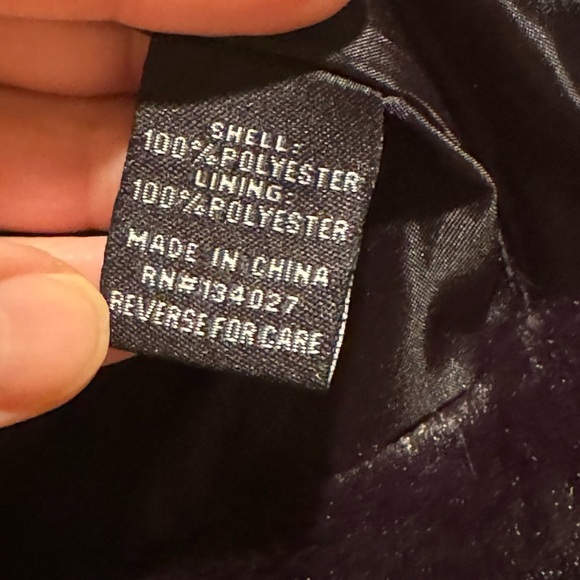 SHELL:
100%POLYESTER
LINING:
100%POLYESTER
MADE IN CHINA
RN#134027
REVERSE FOR CARE